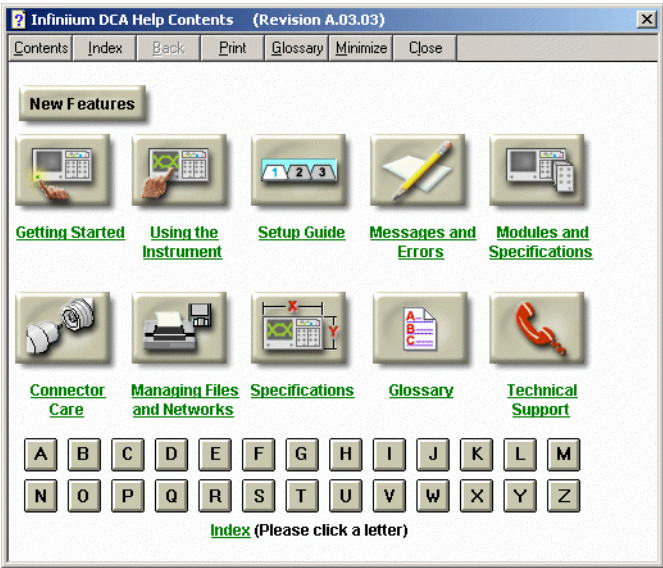 Infiniium DCA Help Contents (Revision A.03.03)
Contents Index Back Print Glossary Minimize Close
New Features
1 2 3
Getting Started Using the Instrument Setup Guide Messages and Errors Modules and Specifications
X
Y
A
B
C
Connector Care Managing Files and Networks Specifications Glossary Technical Support
A B C D E F G H I J K L M
N O P Q R S T U V W X Y Z
Index (Please click a letter)